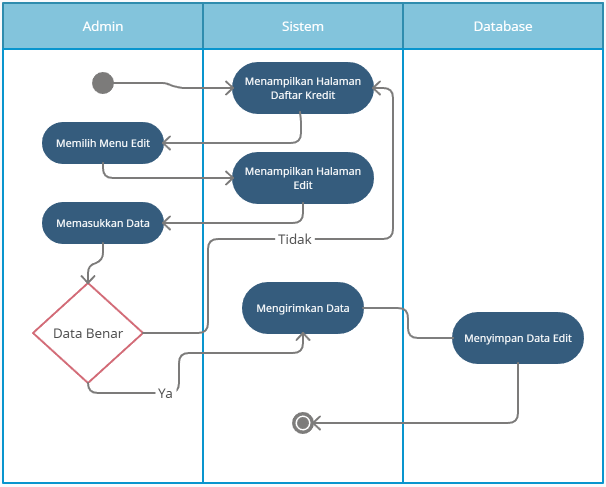 Admin
Sistem
Database
Menampilkan Halaman
Daftar Kredit
Memilih Menu Edit
Menampilkan Halaman
Edit
Memasukkan Data
Tidak
Data Benar
Mengirimkan Data
Menyimpan Data Edit
Ya